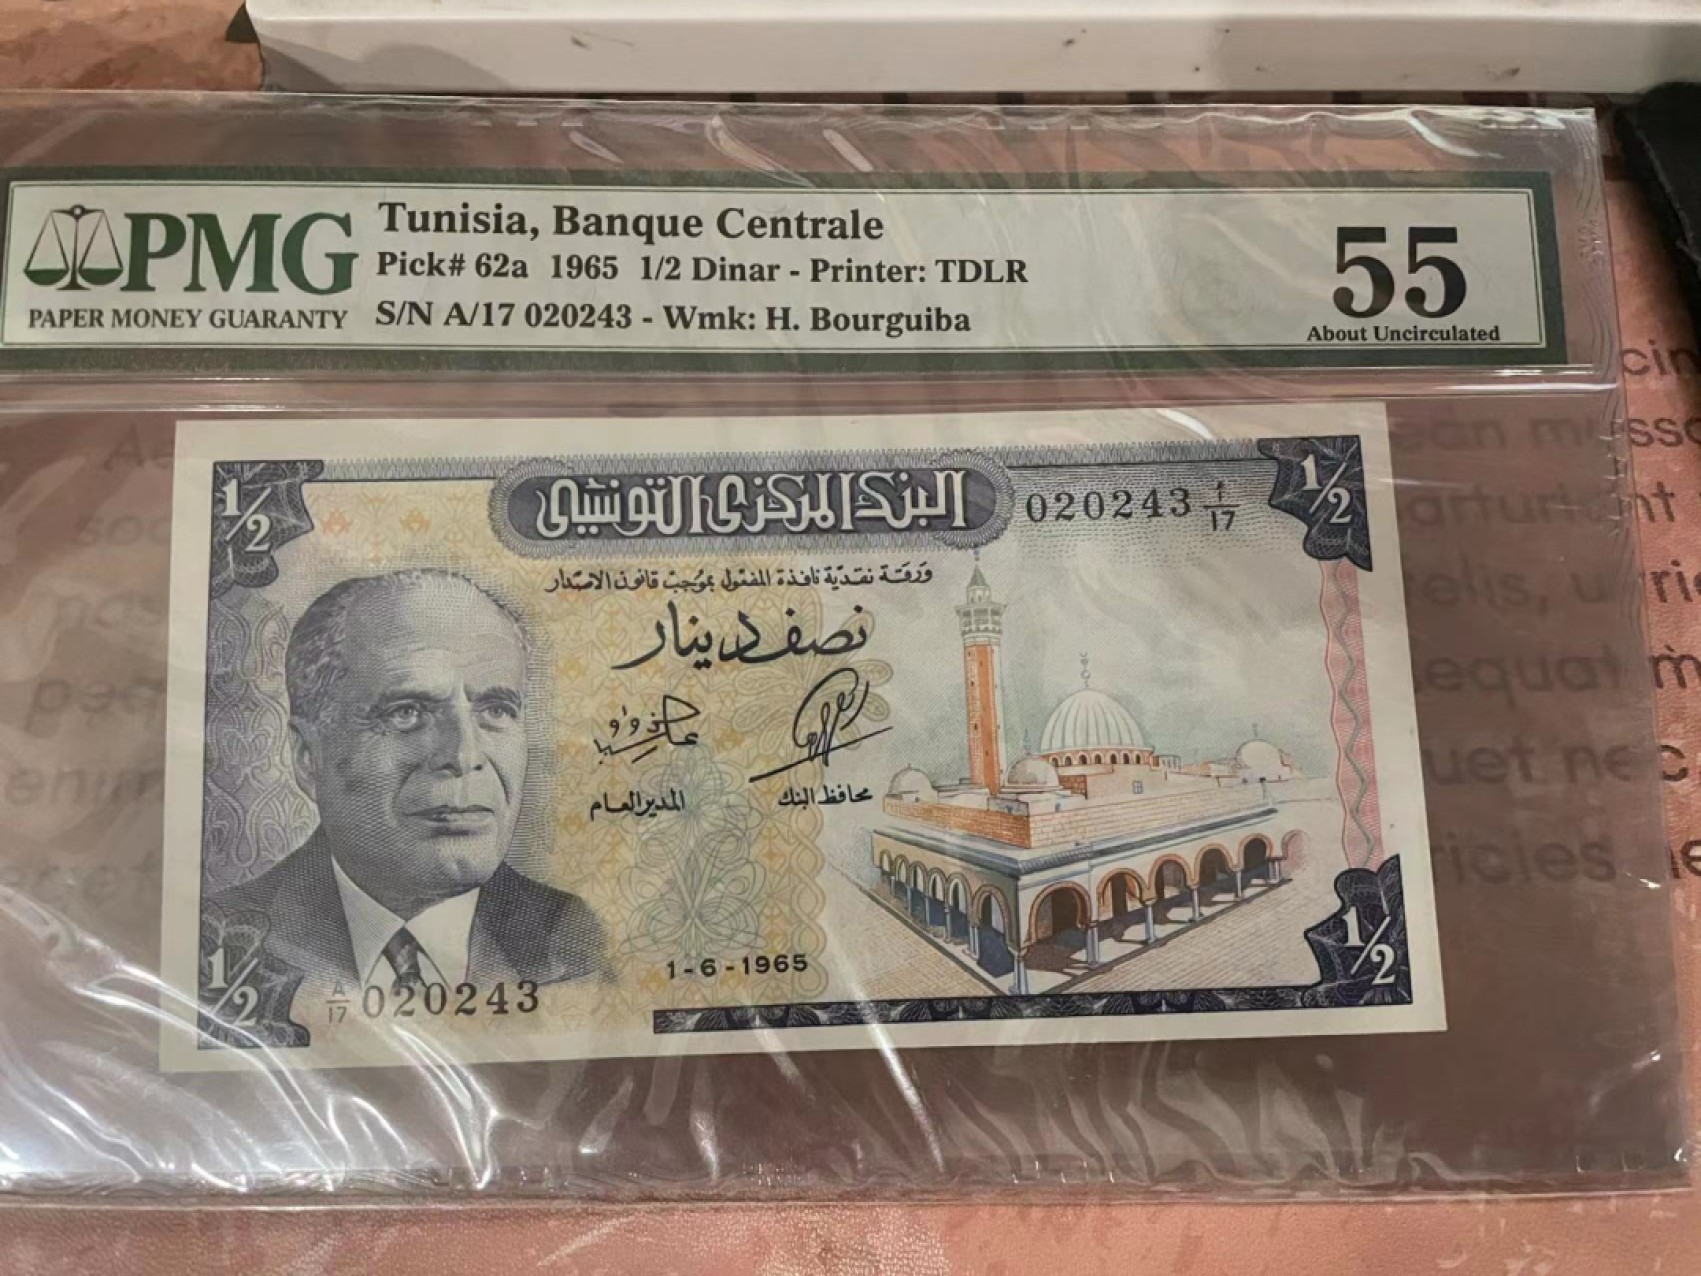 PMG
PAPER MONEY GUARANTY
Tunisia, Banque Centrale
Pick# 62a 1965 1/2 Dinar - Printer: TDLR
S/N A/17 020243 - Wmk: H. Bourguiba
55
About Uncirculated
1/2
البنك المركزي التونسي
020243 أ/17
1/2
ورقة نقدية نافذة المفعول بموجب قانون الاصدار
نصف دينار
المدير العام
محافظ البنك
1-6-1965
1/2
A/17 020243
1/2